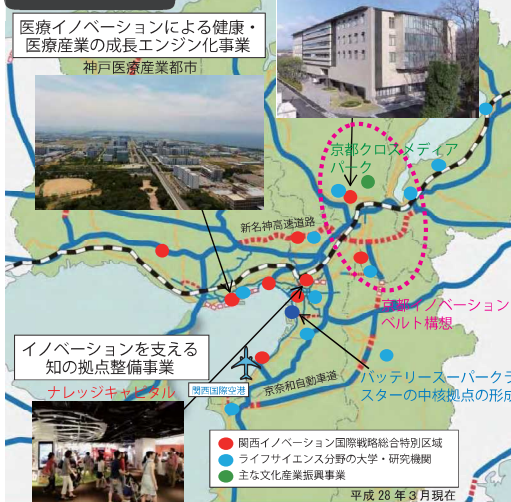 医療イノベーションによる健康・
医療産業の成長エンジン化事業
神戸医療産業都市
京都クロスメディア
パーク
新名神高速道路
京都イノベーション
ベルト構想
イノベーションを支える
知の拠点整備事業
ナレッジキャピタル
関西国際空港
京奈和自動車道
バッテリースーパークラ
スターの中核拠点の形成
関西イノベーション国際戦略総合特別区域
ライフサイエンス分野の大学・研究機関
主な文化産業振興事業
平成28年3月現在